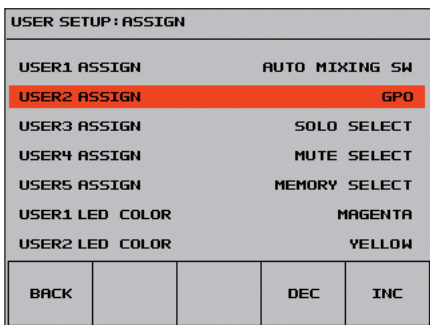 USER SETUP:ASSIGN
USER1 ASSIGN AUTO MIXING SW
USER2 ASSIGN GPO
USER3 ASSIGN SOLO SELECT
USER4 ASSIGN MUTE SELECT
USER5 ASSIGN MEMORY SELECT
USER1 LED COLOR MAGENTA
USER2 LED COLOR YELLOW
BACK DEC INC